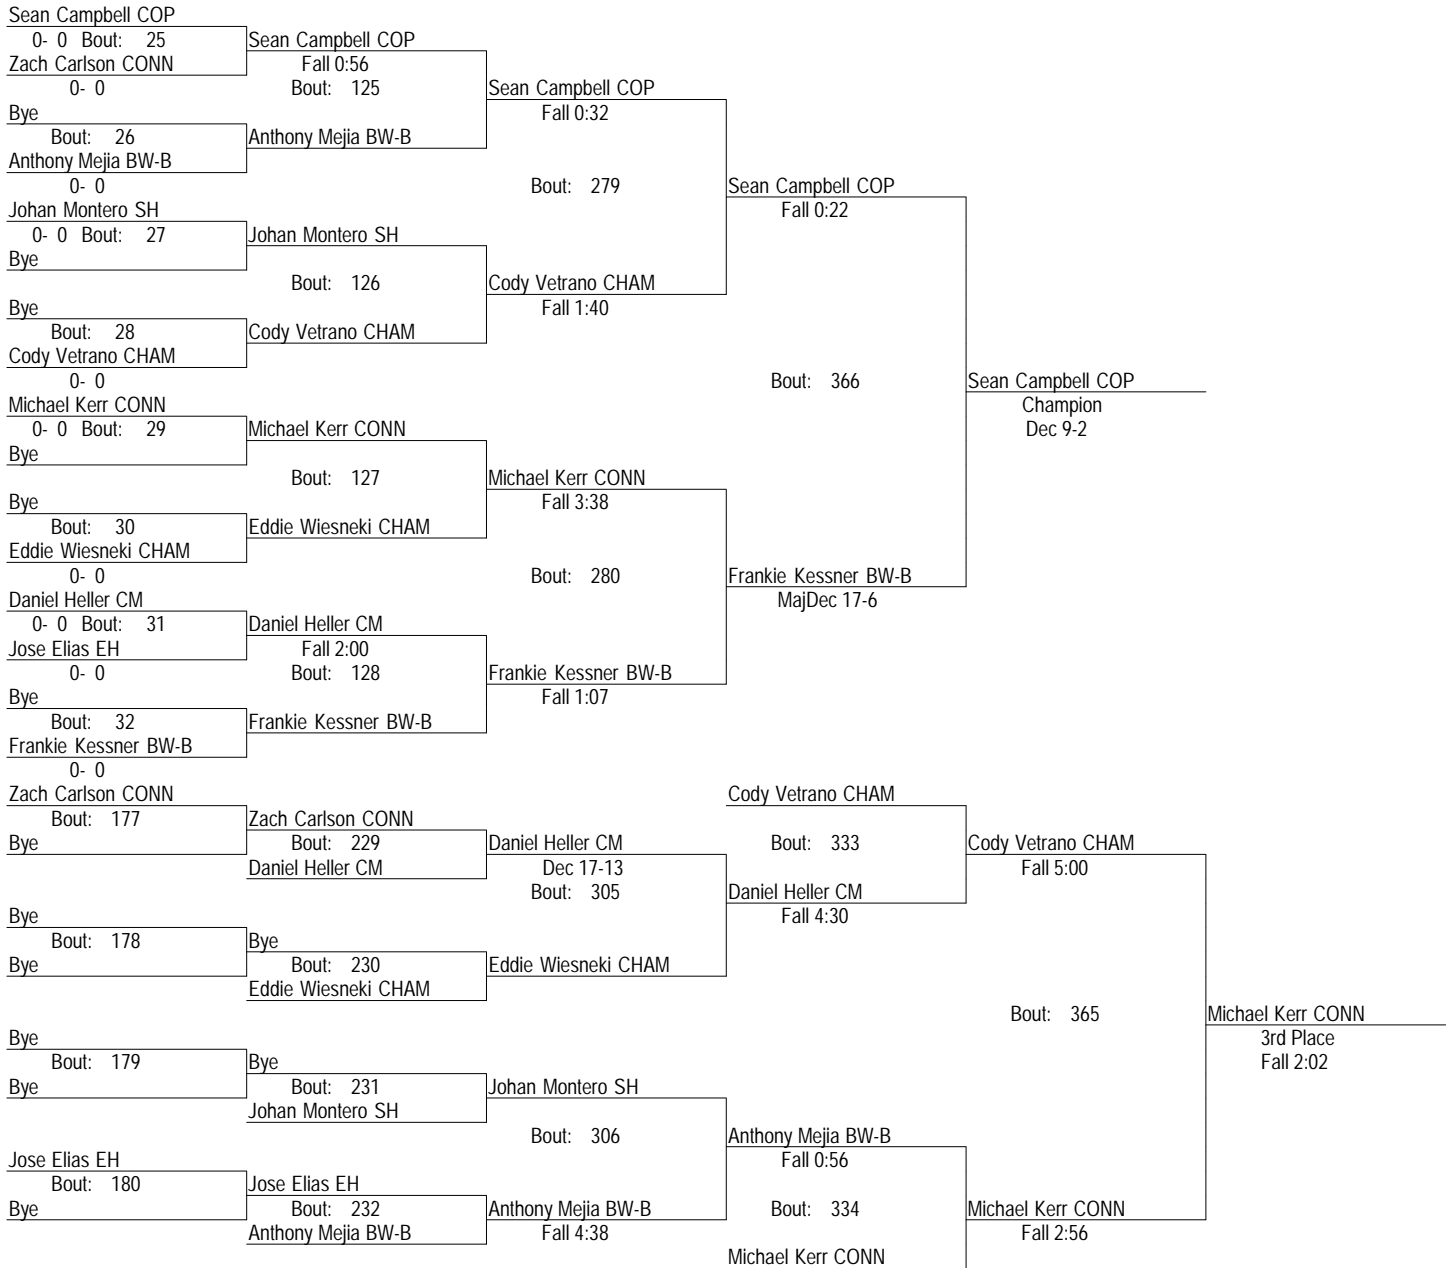 Sean Campbell COP
0- 0 Bout: 25 Sean Campbell COP
Zach Carlson CONN Fall 0:56
0- 0 Bout: 125 Sean Campbell COP
Bye Fall 0:32
Bout: 26 Anthony Mejia BW-B
Anthony Mejia BW-B
0- 0 Bout: 279 Sean Campbell COP
Johan Montero SH Fall 0:22
0- 0 Bout: 27 Johan Montero SH
Bye
Bout: 126 Cody Vetrano CHAM
Bye Fall 1:40
Bout: 28 Cody Vetrano CHAM
Cody Vetrano CHAM
0- 0 Bout: 366 Sean Campbell COP
Michael Kerr CONN Champion
0- 0 Bout: 29 Michael Kerr CONN Dec 9-2
Bye
Bout: 127 Michael Kerr CONN
Bye Fall 3:38
Bout: 30 Eddie Wiesneki CHAM
Eddie Wiesneki CHAM
0- 0 Bout: 280 Frankie Kessner BW-B
Daniel Heller CM MajDec 17-6
0- 0 Bout: 31 Daniel Heller CM
Jose Elias EH Fall 2:00
0- 0 Bout: 128 Frankie Kessner BW-B
Bye Fall 1:07
Bout: 32 Frankie Kessner BW-B
Frankie Kessner BW-B
0- 0
Zach Carlson CONN Cody Vetrano CHAM
Bout: 177 Zach Carlson CONN
Bye Bout: 229 Daniel Heller CM Bout: 333 Cody Vetrano CHAM
Daniel Heller CM Dec 17-13 Fall 5:00
Bout: 305 Daniel Heller CM
Bye Fall 4:30
Bout: 178 Bye
Bye Bout: 230 Eddie Wiesneki CHAM
Eddie Wiesneki CHAM
Bout: 365 Michael Kerr CONN
Bye 3rd Place
Bout: 179 Bye Fall 2:02
Bye Bout: 231 Johan Montero SH
Johan Montero SH
Bout: 306 Anthony Mejia BW-B
Jose Elias EH Fall 0:56
Bout: 180 Jose Elias EH
Bye Bout: 232 Anthony Mejia BW-B Bout: 334 Michael Kerr CONN
Anthony Mejia BW-B Fall 4:38 Fall 2:56
Michael Kerr CONN